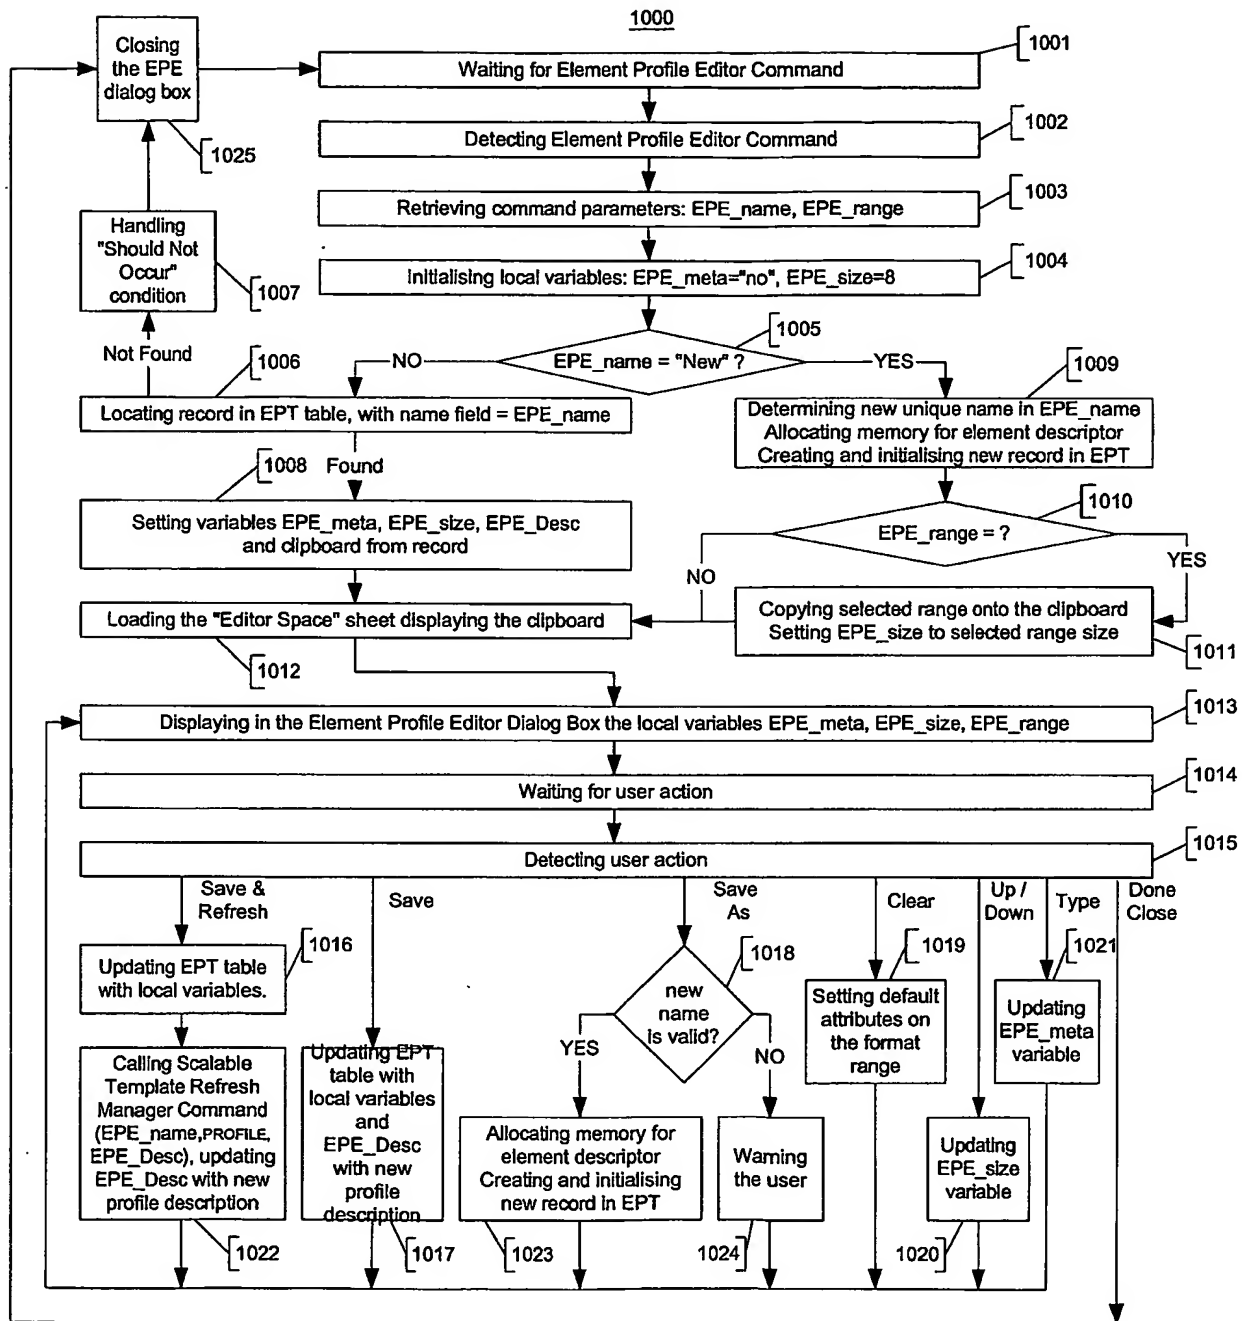 1000
Closing
the EPE
dialog box
1025
Waiting for Element Profile Editor Command
1001
Detecting Element Profile Editor Command
1002
Retrieving command parameters: EPE_name, EPE_range
1003
Initialising local variables: EPE_meta="no", EPE_size=8
1004
Handling
"Should Not
Occur"
condition
1007
Not Found
1006
NO
EPE_name = "New" ?
1005
YES
1009
Locating record in EPT table, with name field = EPE_name
Determining new unique name in EPE_name
Allocating memory for element descriptor
Creating and initialising new record in EPT
1008
Found
Setting variables EPE_meta, EPE_size, EPE_Desc
and clipboard from record
EPE_range = ?
1010
NO
YES
Loading the "Editor Space" sheet displaying the clipboard
1012
Copying selected range onto the clipboard
Setting EPE_size to selected range size
1011
Displaying in the Element Profile Editor Dialog Box the local variables EPE_meta, EPE_size, EPE_range
1013
Waiting for user action
1014
Detecting user action
1015
Save &
Refresh
Save
Save
As
Clear
Up /
Down
Type
Done
Close
Updating EPT table
with local variables.
1016
new
name
is valid?
1018
1019
1021
Setting default
attributes on
the format
range
Updating
EPE_meta
variable
YES
NO
Calling Scalable
Template Refresh
Manager Command
(EPE_name,PROFILE,
EPE_Desc), updating
EPE_Desc with new
profile description
1022
Updating EPT
table with
local variables
and
EPE_Desc
with new
profile
description
1017
Allocating memory for
element descriptor
Creating and initialising
new record in EPT
1023
Warning
the user
1024
Updating
EPE_size
variable
1020